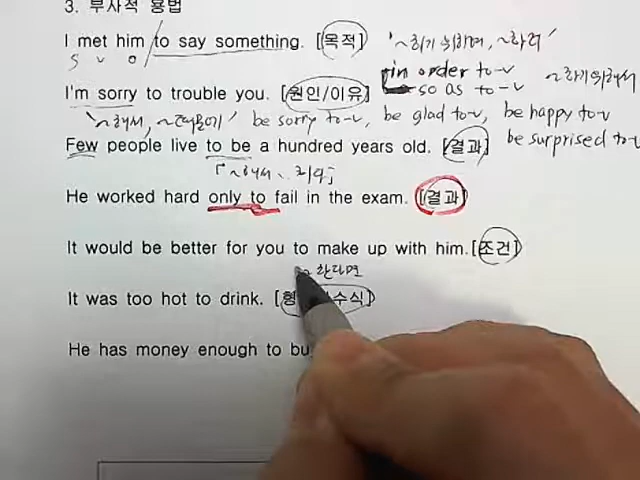 3. 부사적 용법
I met him to say something. [목적] '~하기 위하여, ~하려'
S v o in order to-v ~하기위해서
I'm sorry to trouble you. [원인/이유] so as to-v
'~해서, ~때문에' be sorry to-v, be glad to-v, be happy to-v
Few people live to be a hundred years old. [결과] be surprised to-v
「~해서
He worked hard only to fail in the exam. [결과]
It would be better for you to make up with him. [조건]
~한다면
It was too hot to drink. [형 수식]
He has money enough to bu